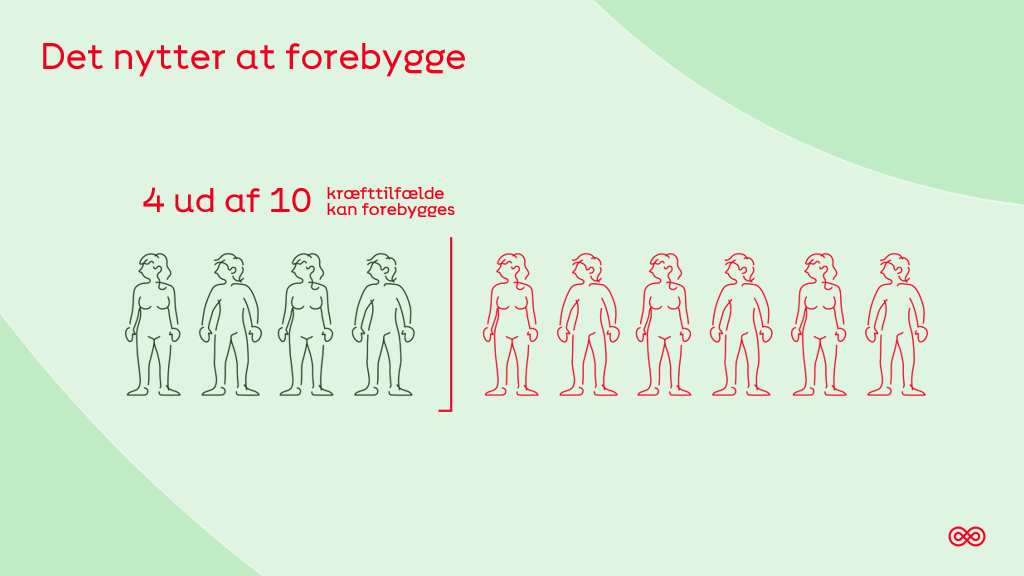 Det nytter at forebygge
4 ud af 10
kræfttilfælde
kan forebygges